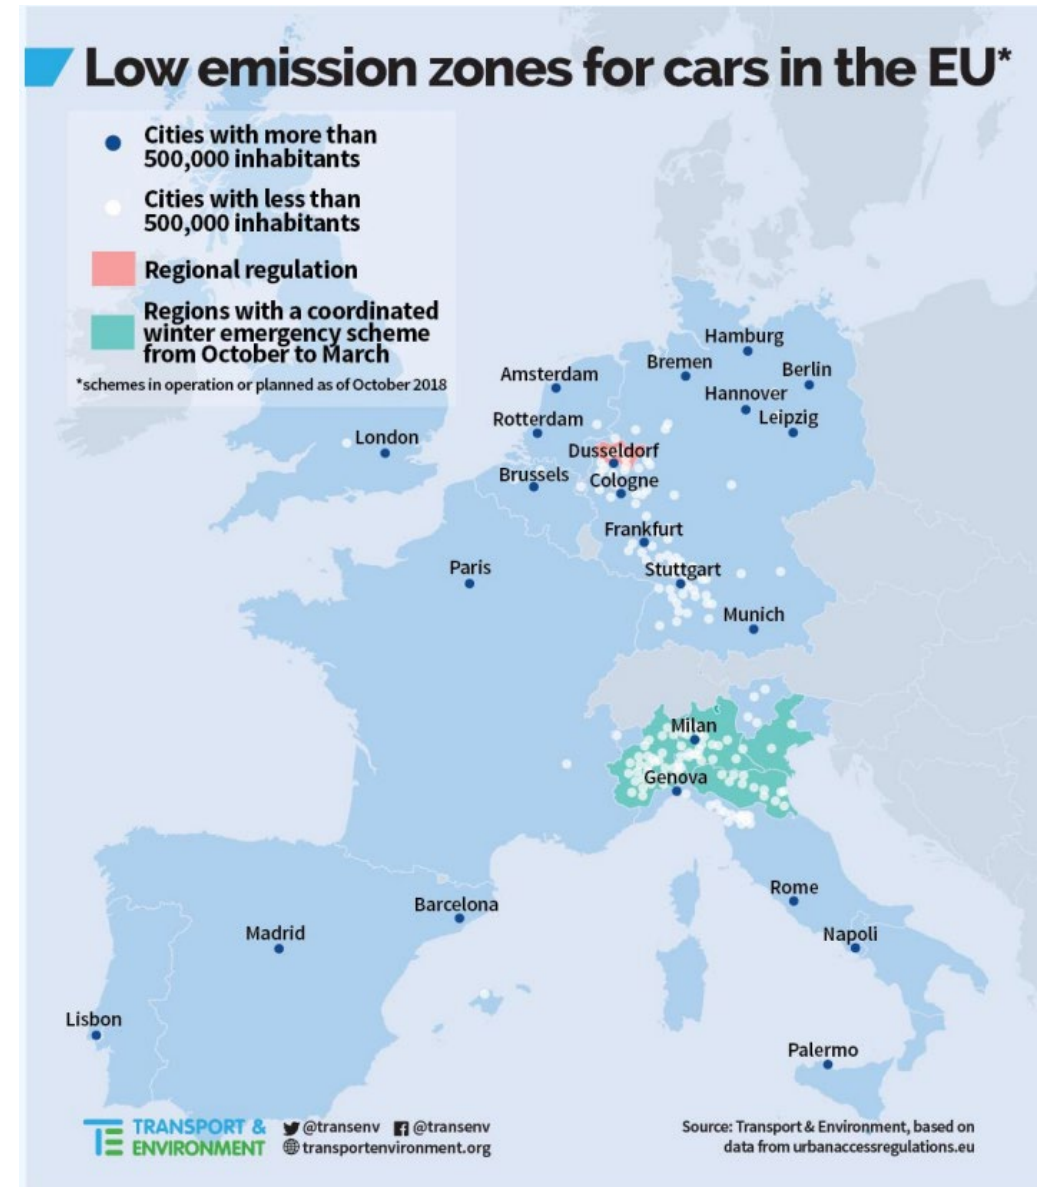 Low emission zones for cars in the EU*
Cities with more than
500,000 inhabitants
Cities with less than
500,000 inhabitants
Regional regulation
Regions with a coordinated
winter emergency scheme
from October to March
*schemes in operation or planned as of October 2018
Hamburg
Bremen
Berlin
Amsterdam
Hannover
Leipzig
Rotterdam
London
Dusseldorf
Brussels
Cologne
Frankfurt
Paris
Stuttgart
Munich
Milan
Genova
Rome
Barcelona
Madrid
Napoli
Lisbon
Palermo
TRANSPORT &
ENVIRONMENT
@transenv @transenv
transportenvironment.org
Source: Transport & Environment, based on
data from urbanaccessregulations.eu